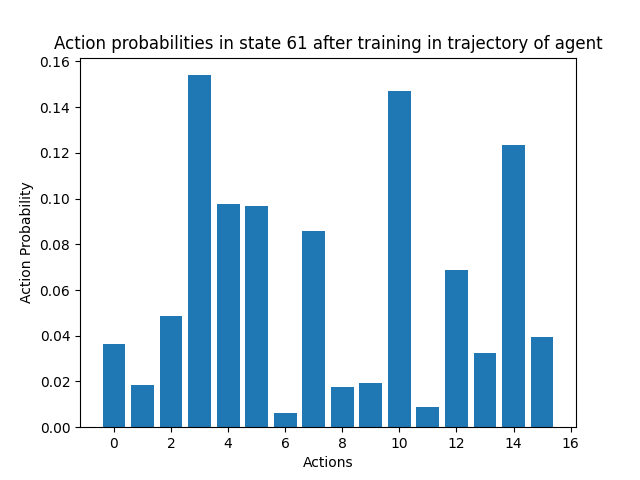 Action probabilities in state 61 after training in trajectory of agent
0.16
0.14
0.12
0.10
0.08
0.06
0.04
0.02
0.00
Action Probability
0 2 4 6 8 10 12 14 16
Actions